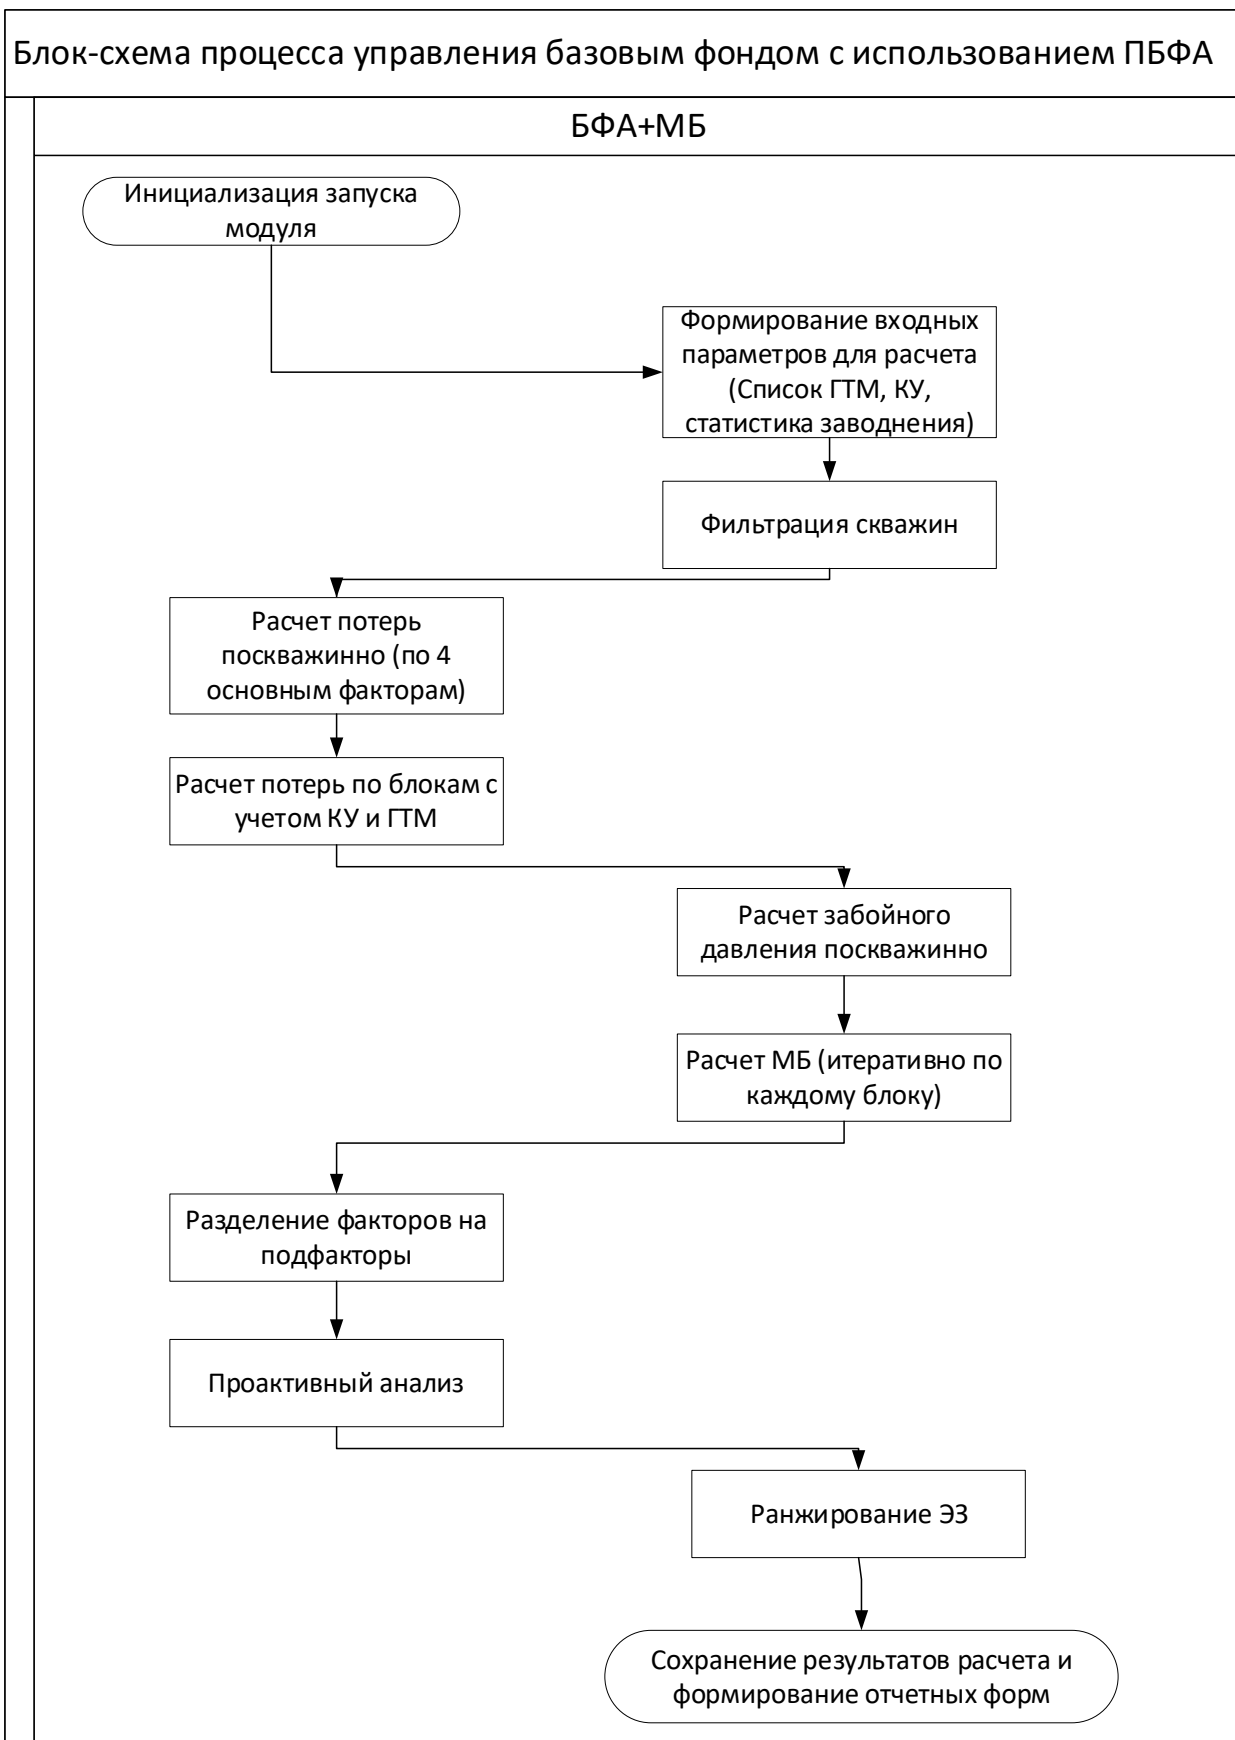 Блок-схема процесса управления базовым фондом с использованием ПБФА
БФА+МБ
Инициализация запуска
модуля
Формирование входных
параметров для расчета
(Список ГТМ, КУ,
статистика заводнения)
Фильтрация скважин
Расчет потерь
поскважинно (по 4
основным факторам)
Расчет потерь по блокам с
учетом КУ и ГТМ
Расчет забойного
давления поскважинно
Расчет МБ (итеративно по
каждому блоку)
Разделение факторов на
подфакторы
Проактивный анализ
Ранжирование ЭЗ
Сохранение результатов расчета и
формирование отчетных форм